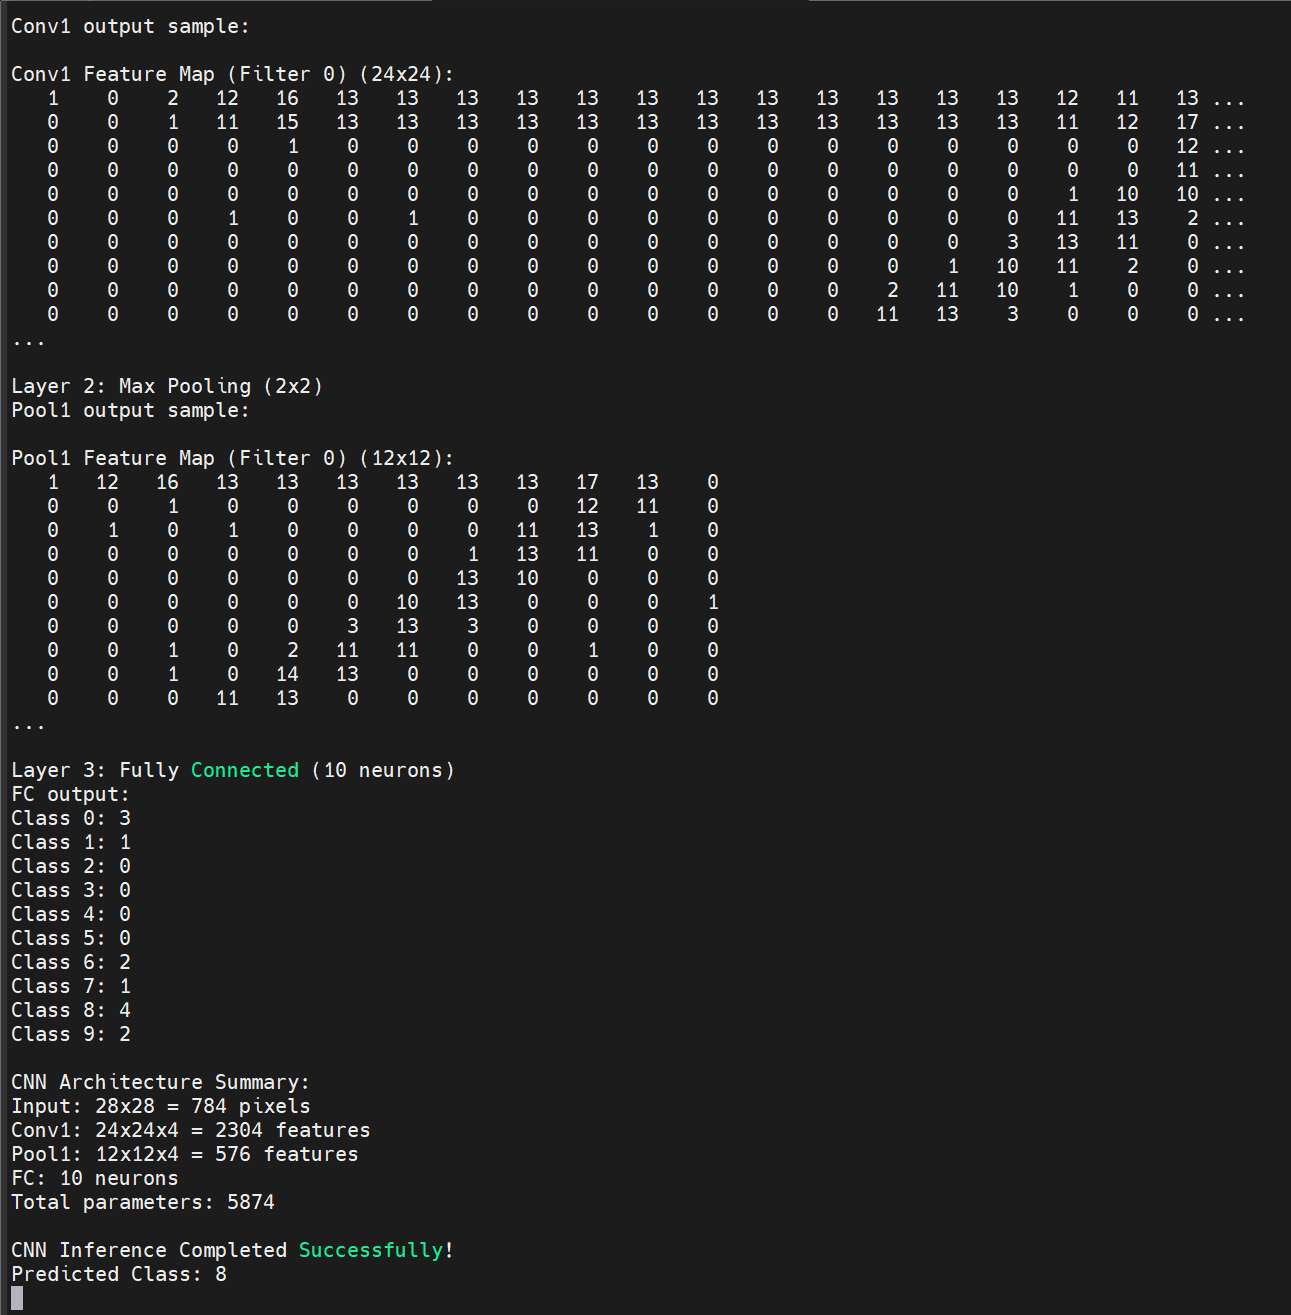 Conv1 output sample:
Conv1 Feature Map (Filter 0) (24x24):
1 0 2 12 16 13 13 13 13 13 13 13 13 13 13 13 13 12 11 13 ...
0 0 1 11 15 13 13 13 13 13 13 13 13 13 13 13 13 11 12 17 ...
0 0 0 0 1 0 0 0 0 0 0 0 0 0 0 0 0 0 0 12 ...
0 0 0 0 0 0 0 0 0 0 0 0 0 0 0 0 0 0 0 11 ...
0 0 0 0 0 0 0 0 0 0 0 0 0 0 0 0 0 1 10 10 ...
0 0 0 1 0 0 1 0 0 0 0 0 0 0 0 0 0 11 13 2 ...
0 0 0 0 0 0 0 0 0 0 0 0 0 0 0 0 3 13 11 0 ...
0 0 0 0 0 0 0 0 0 0 0 0 0 0 0 1 10 11 2 0 ...
0 0 0 0 0 0 0 0 0 0 0 0 0 0 2 11 10 1 0 0 ...
0 0 0 0 0 0 0 0 0 0 0 0 0 0 11 13 3 0 0 0 ...
...
Layer 2: Max Pooling (2x2)
Pool1 output sample:
Pool1 Feature Map (Filter 0) (12x12):
1 12 16 13 13 13 13 13 13 17 13 0
0 0 1 0 0 0 0 0 0 12 11 0
0 1 0 1 0 0 0 0 11 13 1 0
0 0 0 0 0 0 0 1 13 11 0 0
0 0 0 0 0 0 0 13 10 0 0 0
0 0 0 0 0 0 10 13 0 0 0 1
0 0 0 0 0 3 13 3 0 0 0 0
0 0 1 0 2 11 11 0 0 1 0 0
0 0 1 0 14 13 0 0 0 0 0 0
0 0 0 11 13 0 0 0 0 0 0 0
...
Layer 3: Fully Connected (10 neurons)
FC output:
Class 0: 3
Class 1: 1
Class 2: 0
Class 3: 0
Class 4: 0
Class 5: 0
Class 6: 2
Class 7: 1
Class 8: 4
Class 9: 2
CNN Architecture Summary:
Input: 28x28 = 784 pixels
Conv1: 24x24x4 = 2304 features
Pool1: 12x12x4 = 576 features
FC: 10 neurons
Total parameters: 5874
CNN Inference Completed Successfully!
Predicted Class: 8